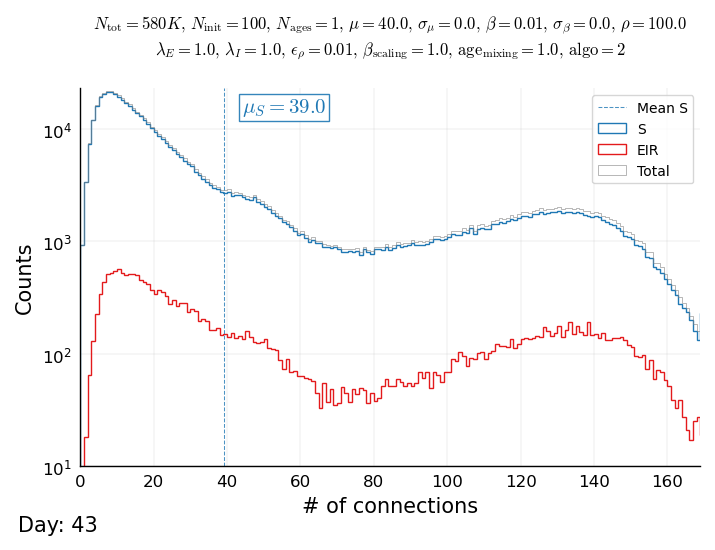 N_tot = 580K, N_init = 100, N_ages = 1, μ = 40.0, σ_μ = 0.0, β = 0.01, σ_β = 0.0, ρ = 100.0
λ_E = 1.0, λ_I = 1.0, ϵ_ρ = 0.01, β_scaling = 1.0, age_mixing = 1.0, algo = 2
μ_S = 39.0
Mean S
S
EIR
Total
10^4
10^3
10^2
10^1
Counts
0 20 40 60 80 100 120 140 160
# of connections
Day: 43